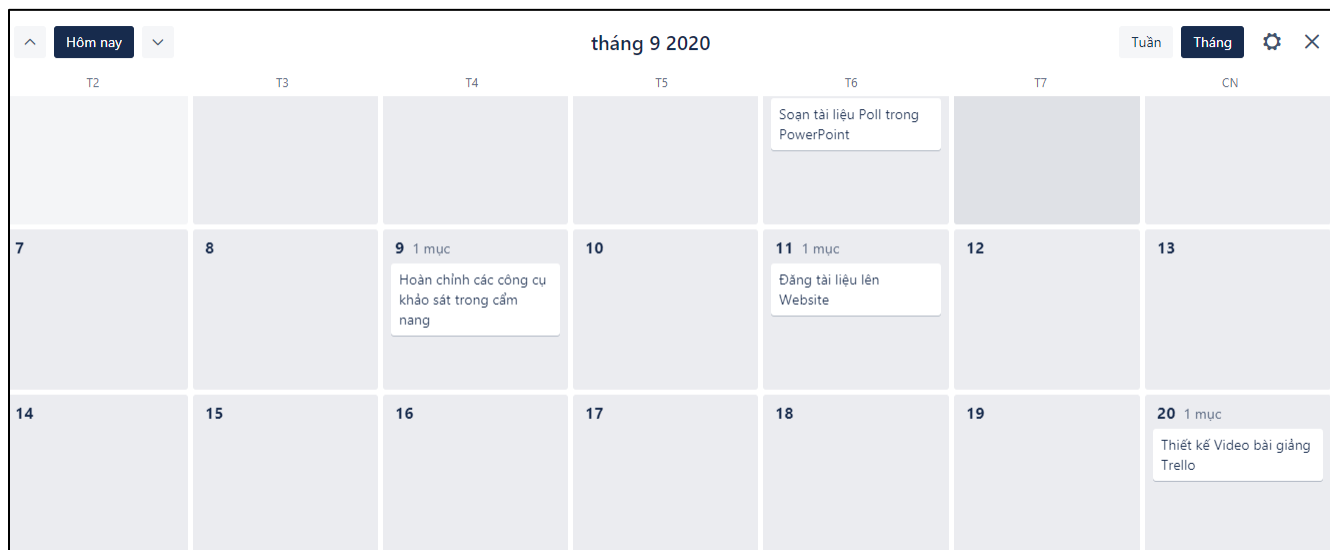 Hôm nay
tháng 9 2020
Tuần
Tháng
T2
T3
T4
T5
T6
T7
CN
Soạn tài liệu Poll trong
PowerPoint
7
8
9 1 mục
Hoàn chỉnh các công cụ
khảo sát trong cẩm
nang
10
11 1 mục
Đăng tài liệu lên
Website
12
13
14
15
16
17
18
19
20 1 mục
Thiết kế Video bài giảng
Trello